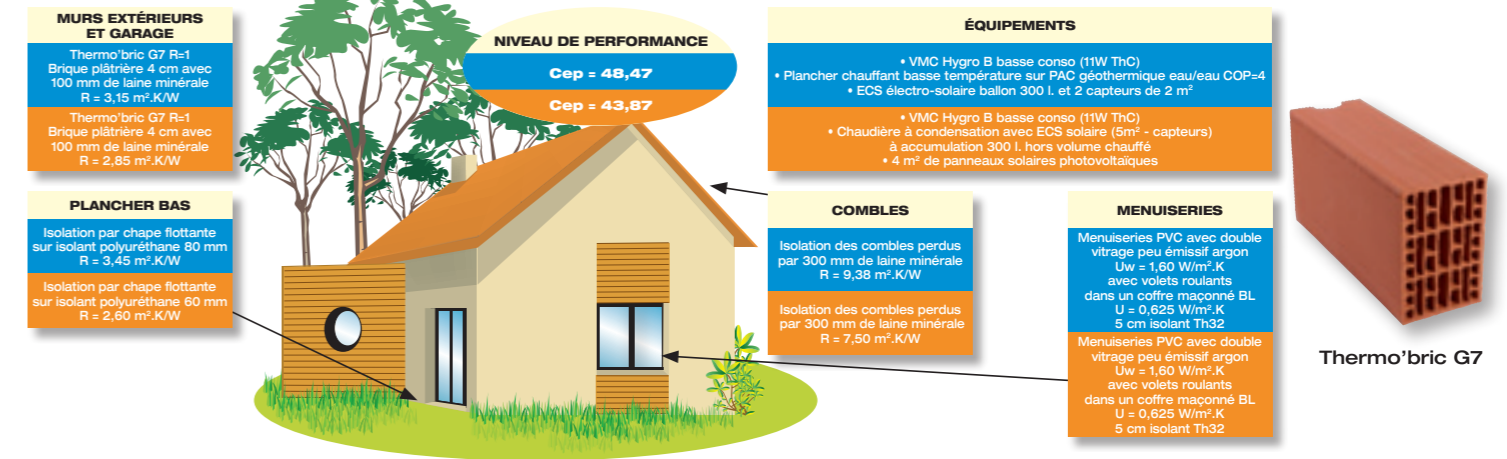 MURS EXTÉRIEURS
ET GARAGE
Thermo'bric G7 R=1
Brique plâtrière 4 cm avec
100 mm de laine minérale
R = 3,15 m².K/W
Thermo'bric G7 R=1
Brique plâtrière 4 cm avec
100 mm de laine minérale
R = 2,85 m².K/W
NIVEAU DE PERFORMANCE
Cep = 48,47
Cep = 43,87
ÉQUIPEMENTS
• VMC Hygro B basse conso (11W ThC)
• Plancher chauffant basse température sur PAC géothermique eau/eau COP=4
• ECS électro-solaire ballon 300 l. et 2 capteurs de 2 m²
• VMC Hygro B basse conso (11W ThC)
• Chaudière à condensation avec ECS solaire (5m² - capteurs)
à accumulation 300 l. hors volume chauffé
• 4 m² de panneaux solaires photovoltaïques
PLANCHER BAS
Isolation par chape flottante
sur isolant polyuréthane 80 mm
R = 3,45 m².K/W
Isolation par chape flottante
sur isolant polyuréthane 60 mm
R = 2,60 m².K/W
COMBLES
Isolation des combles perdus
par 300 mm de laine minérale
R = 9,38 m².K/W
Isolation des combles perdus
par 300 mm de laine minérale
R = 7,50 m².K/W
MENUISERIES
Menuiseries PVC avec double
vitrage peu émissif argon
Uw = 1,60 W/m².K
avec volets roulants
dans un coffre maçonné BL
U = 0,625 W/m².K
5 cm isolant Th32
Menuiseries PVC avec double
vitrage peu émissif argon
Uw = 1,60 W/m².K
avec volets roulants
dans un coffre maçonné BL
U = 0,625 W/m².K
5 cm isolant Th32
Thermo'bric G7